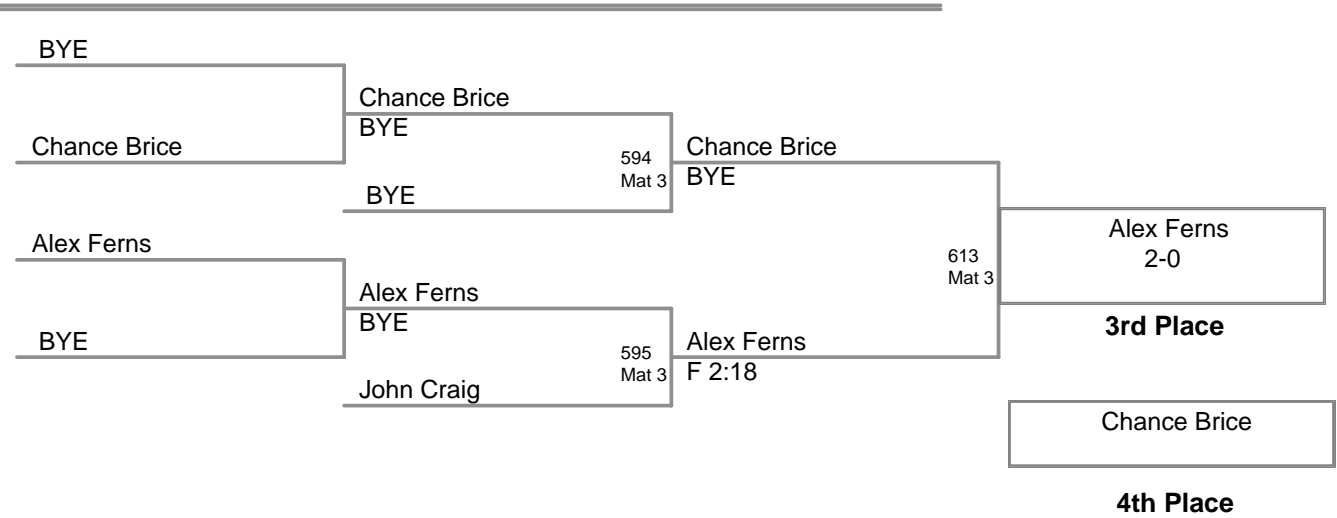 BYE
Chance Brice
Chance Brice
BYE
594
Mat 3
Chance Brice
BYE
BYE
Alex Ferns
Alex Ferns
2-0
613
Mat 3
Alex Ferns
BYE
3rd Place
BYE
595
Mat 3
Alex Ferns
F 2:18
John Craig
Chance Brice
4th Place